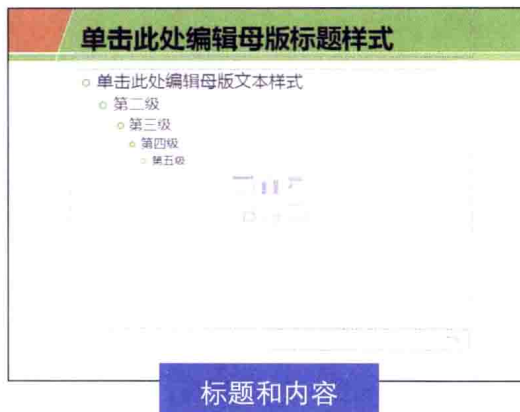 单击此处编辑母版标题样式
单击此处编辑母版文本样式
第二级
第三级
第四级
第五级
标题和内容